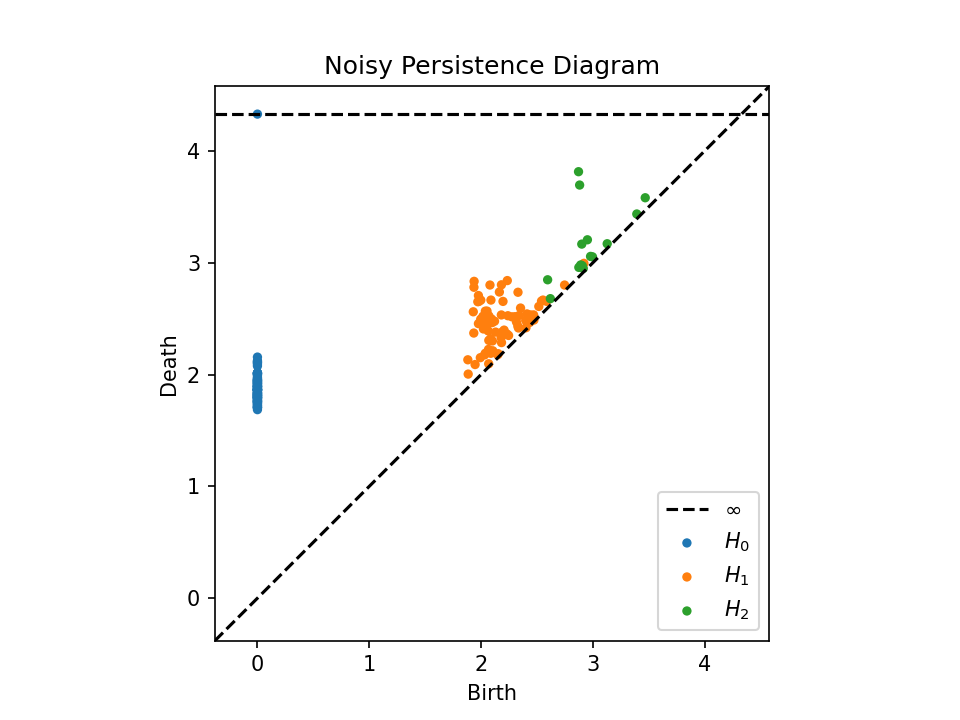 Noisy Persistence Diagram
Death
4
3
2
1
0
0 1 2 3 4
Birth
∞
H₀
H₁
H₂